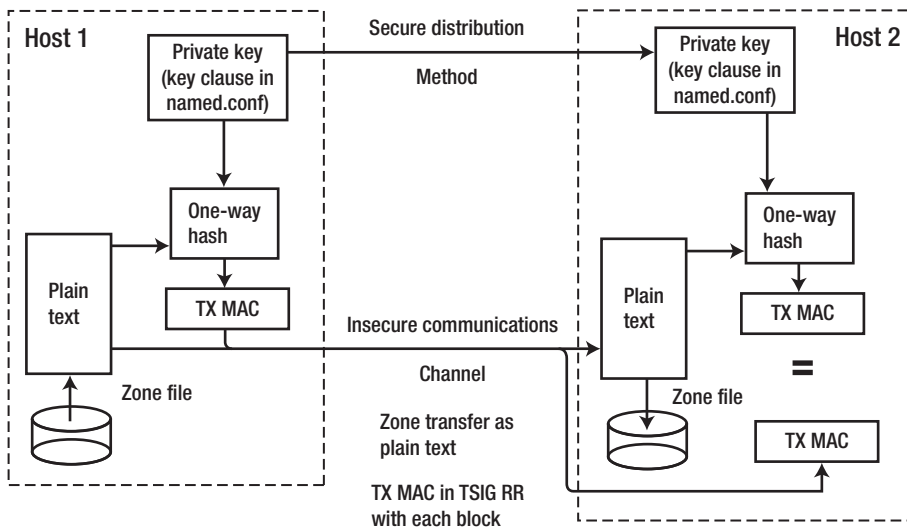 Host 1
Private key
(key clause in
named.conf)
One-way
hash
Plain
text
TX MAC
Zone file
Secure distribution
Method
Insecure communications
Channel
Zone transfer as
plain text
TX MAC in TSIG RR
with each block
Host 2
Private key
(key clause in
named.conf)
One-way
hash
Plain
text
TX MAC
=
Zone file
TX MAC